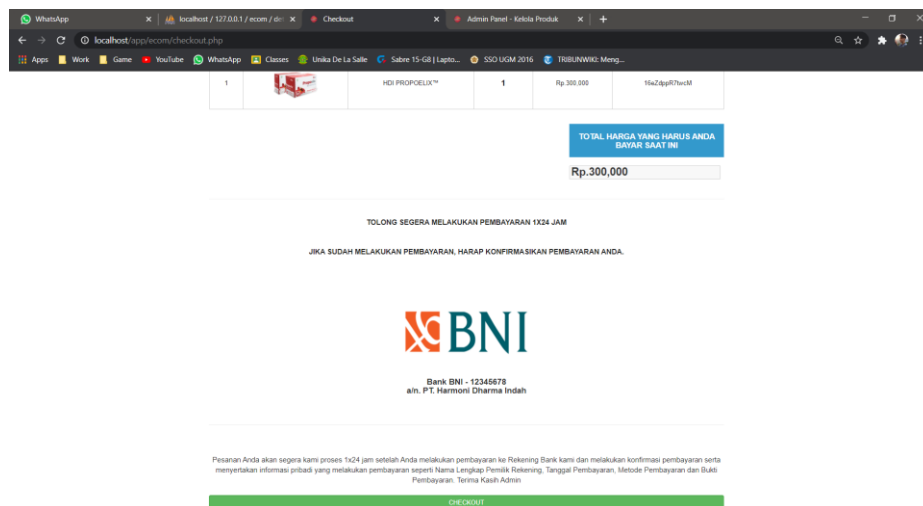 WhatsApp
localhost / 127.0.0.1 / ecom / de
Checkout
Admin Panel - Kelola Produk
localhost/app/ecom/checkout.php
Apps Work Game YouTube WhatsApp Classes Unika De La Salle Sabre 15-G8 | Lapto... SSO UGM 2016 TRIBUNWIKI: Meng...
1 HDI PROPOELIX™ 1 Rp.300,000 16eZdppR7twcM
TOTAL HARGA YANG HARUS ANDA
BAYAR SAAT INI
Rp.300,000
TOLONG SEGERA MELAKUKAN PEMBAYARAN 1X24 JAM
JIKA SUDAH MELAKUKAN PEMBAYARAN, HARAP KONFIRMASIKAN PEMBAYARAN ANDA.
BNI
Bank BNI - 12345678
a/n. PT. Harmoni Dharma Indah
Pesanan Anda akan segera kami proses 1x24 jam setelah Anda melakukan pembayaran ke Rekening Bank kami dan melakukan konfirmasi pembayaran serta
menyertakan informasi pribadi yang melakukan pembayaran seperti Nama Lengkap Pemilik Rekening, Tanggal Pembayaran, Metode Pembayaran dan Bukti
Pembayaran. Terima Kasih Admin
CHECKOUT